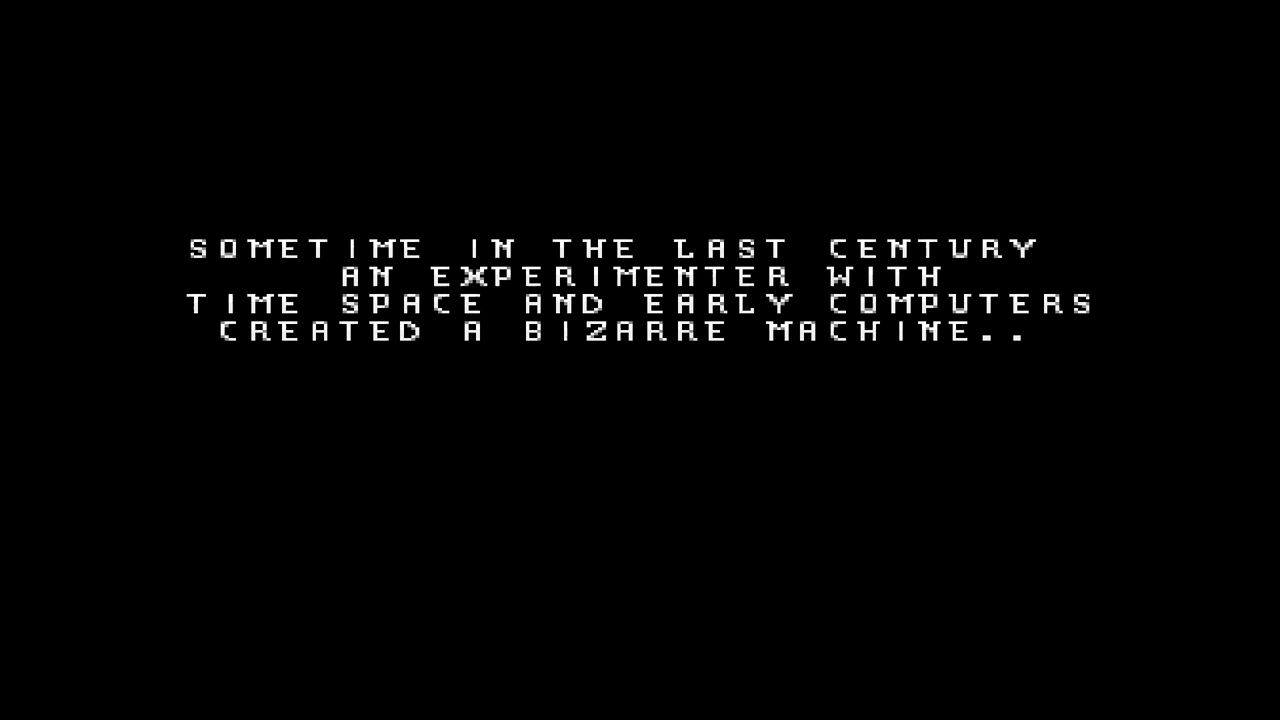 SOMETIME IN THE LAST CENTURY
AN EXPERIMENTER WITH
TIME SPACE AND EARLY COMPUTERS
CREATED A BIZARRE MACHINE..